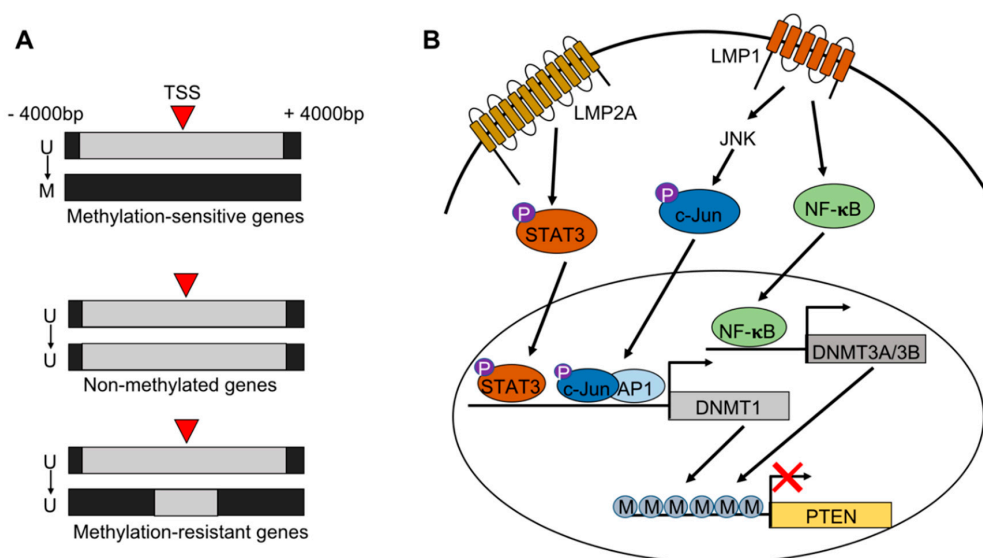 A
TSS
- 4000bp
+ 4000bp
U
M
Methylation-sensitive genes
U
U
Non-methylated genes
U
U
Methylation-resistant genes
B
LMP1
LMP2A
JNK
P
STAT3
P
c-Jun
NF-κB
NF-κB
DNMT3A/3B
P
STAT3
P
c-Jun
AP1
DNMT1
M M M M M M
PTEN